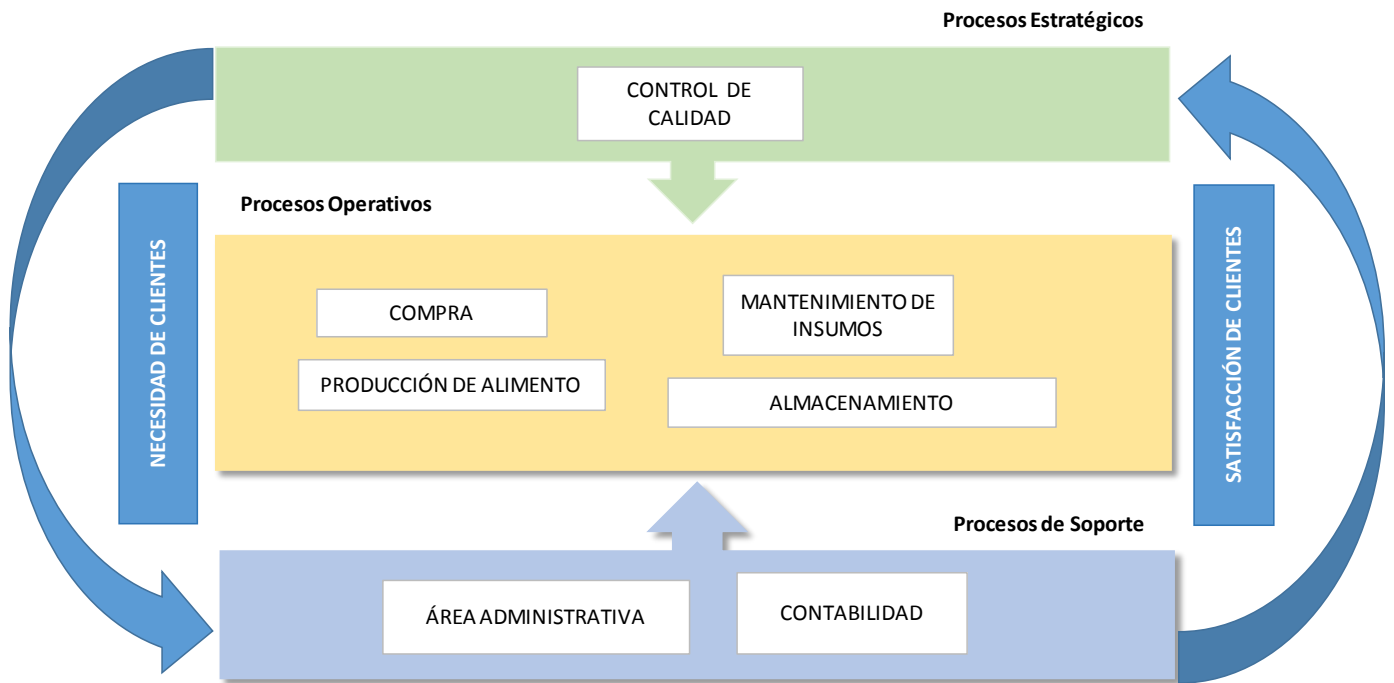 Procesos Estratégicos
CONTROL DE
CALIDAD
Procesos Operativos
NECESIDAD DE CLIENTES
COMPRA
MANTENIMIENTO DE
INSUMOS
PRODUCCIÓN DE ALIMENTO
ALMACENAMIENTO
SATISFACCIÓN DE CLIENTES
Procesos de Soporte
ÁREA ADMINISTRATIVA
CONTABILIDAD